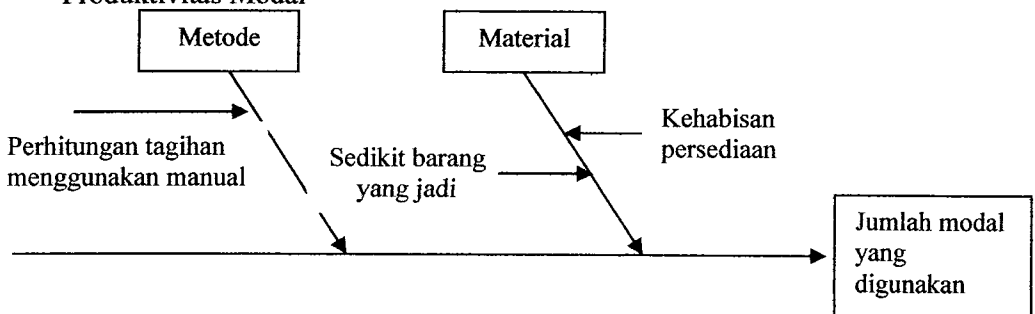 Produktivitas Modal
Metode
Material
Perhitungan tagihan
menggunakan manual
Sedikit barang
yang jadi
Kehabisan
persediaan
Jumlah modal
yang
digunakan